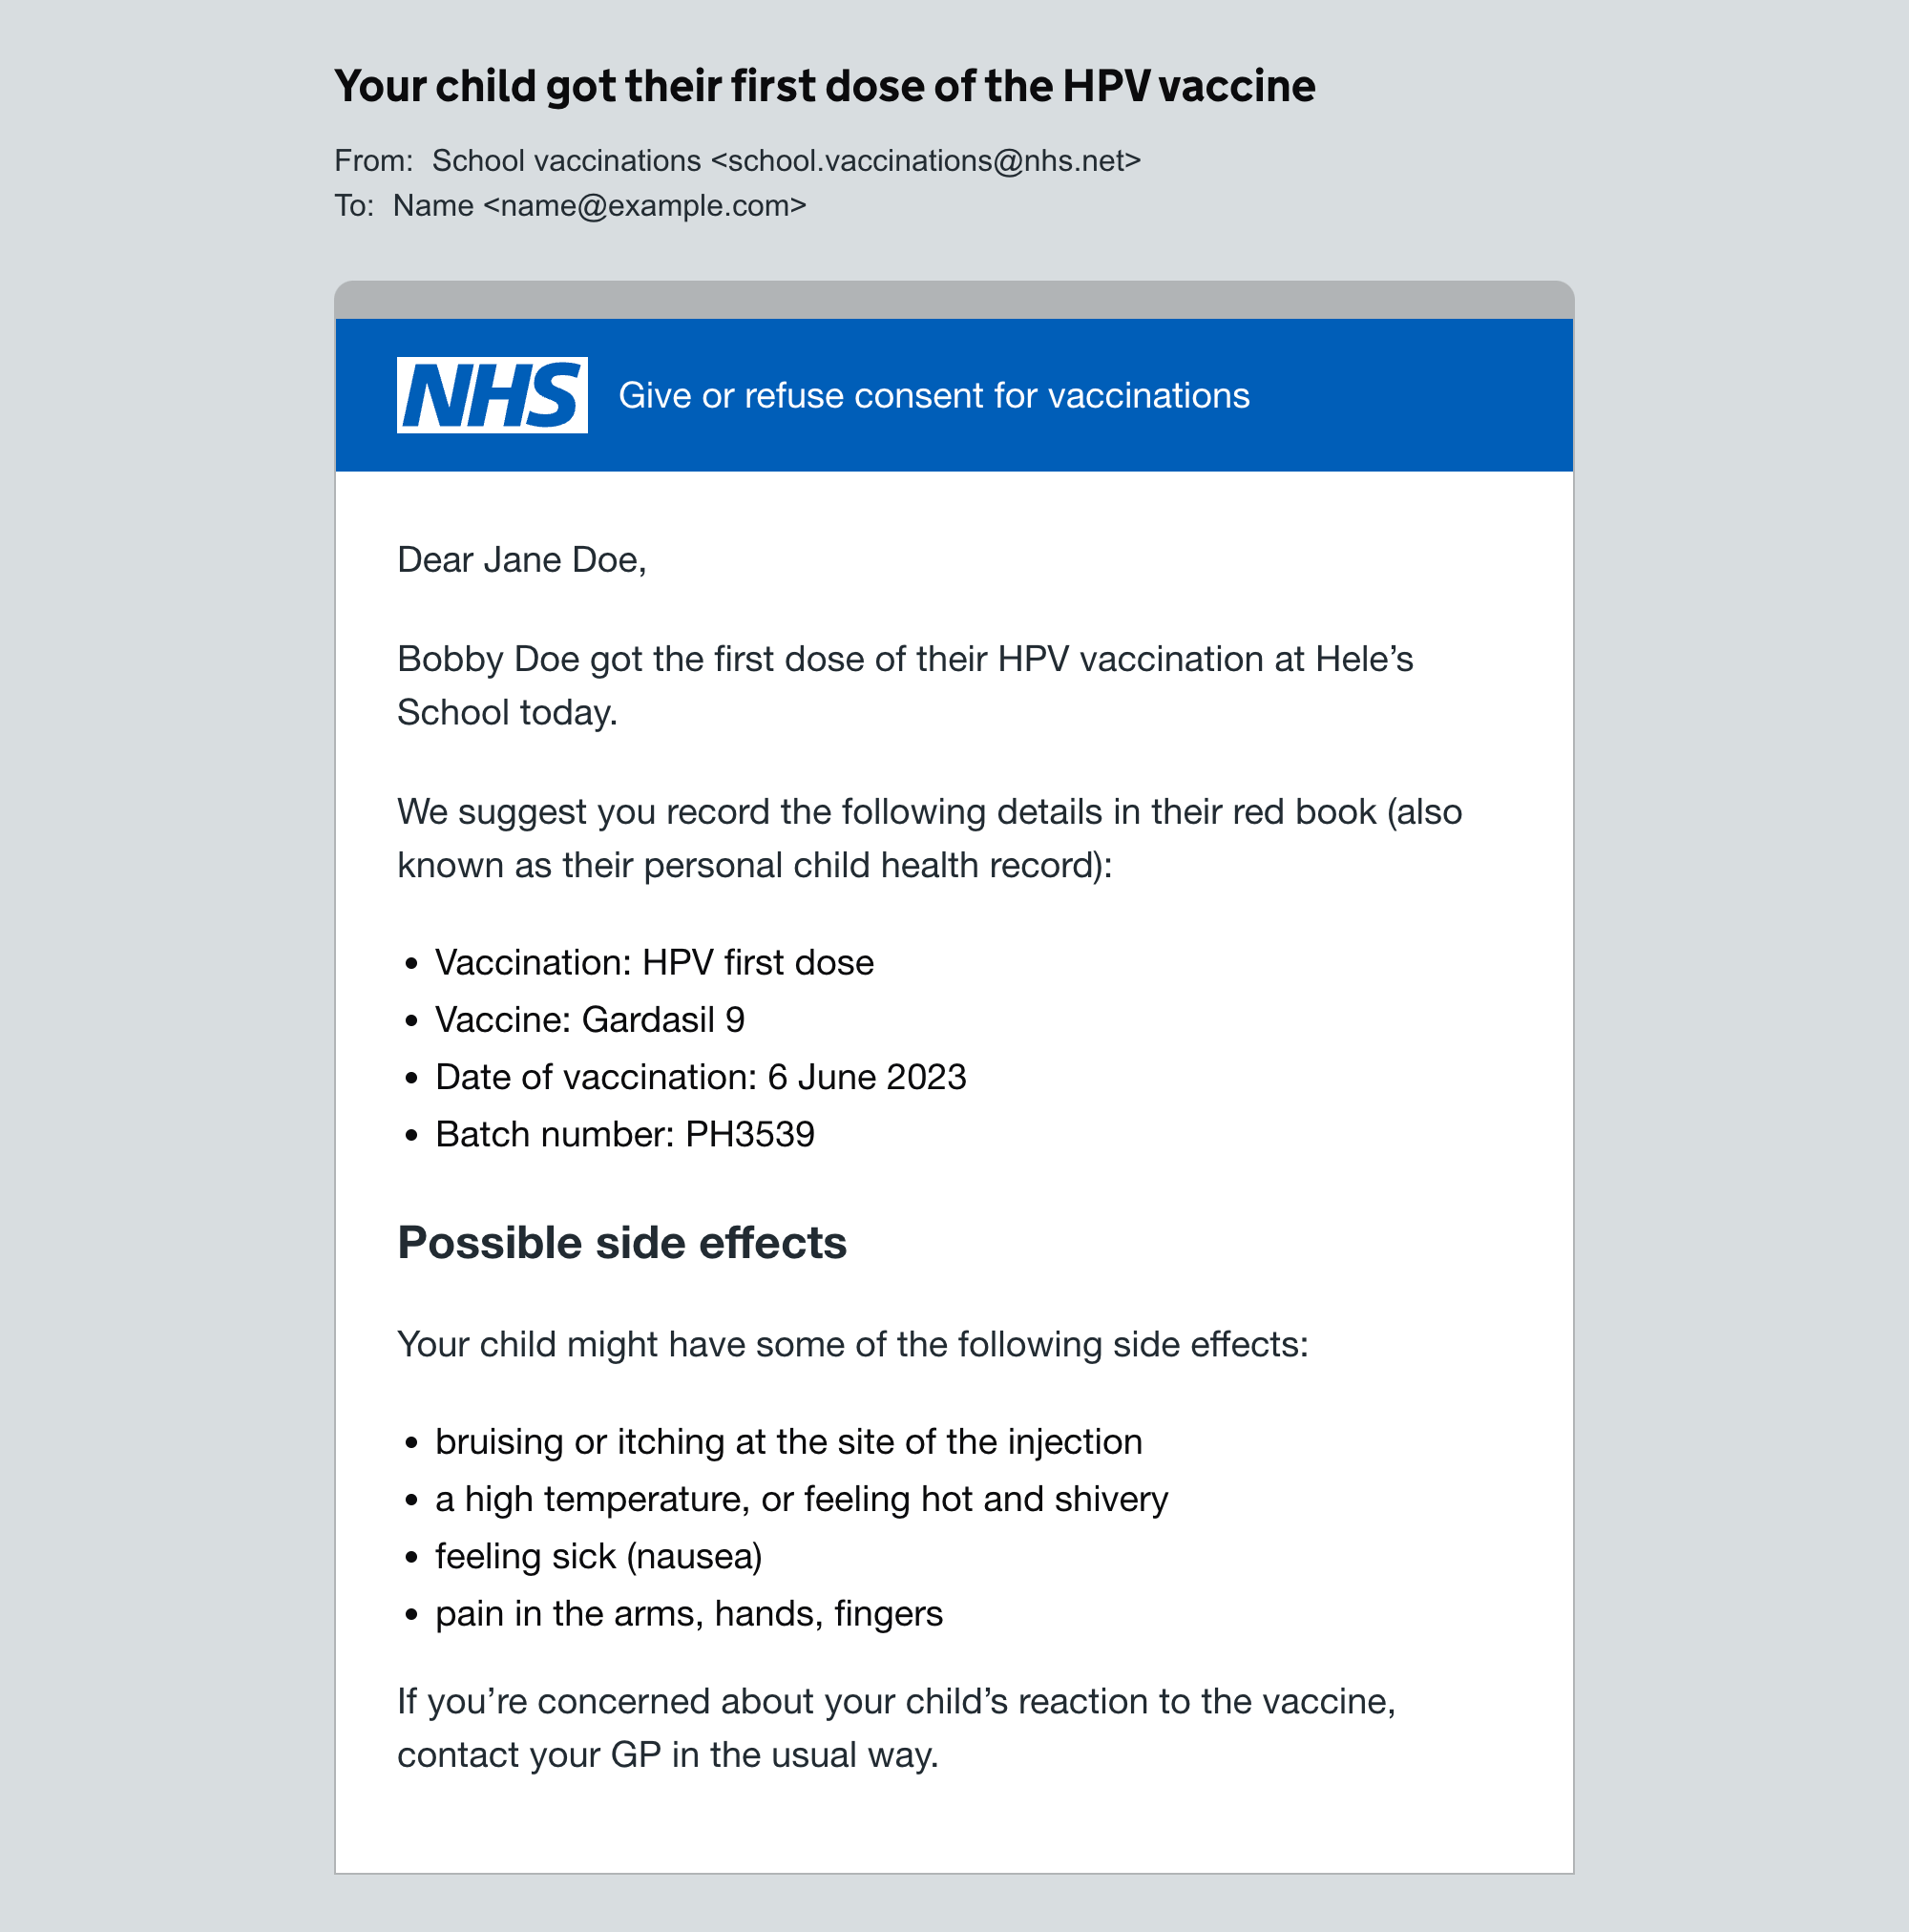 Your child got their first dose of the HPV vaccine
From: School vaccinations <school.vaccinations@nhs.net>
To: Name <name@example.com>
NHS Give or refuse consent for vaccinations
Dear Jane Doe,
Bobby Doe got the first dose of their HPV vaccination at Hele’s
School today.
We suggest you record the following details in their red book (also
known as their personal child health record):
• Vaccination: HPV first dose
• Vaccine: Gardasil 9
• Date of vaccination: 6 June 2023
• Batch number: PH3539
Possible side effects
Your child might have some of the following side effects:
• bruising or itching at the site of the injection
• a high temperature, or feeling hot and shivery
• feeling sick (nausea)
• pain in the arms, hands, fingers
If you’re concerned about your child’s reaction to the vaccine,
contact your GP in the usual way.